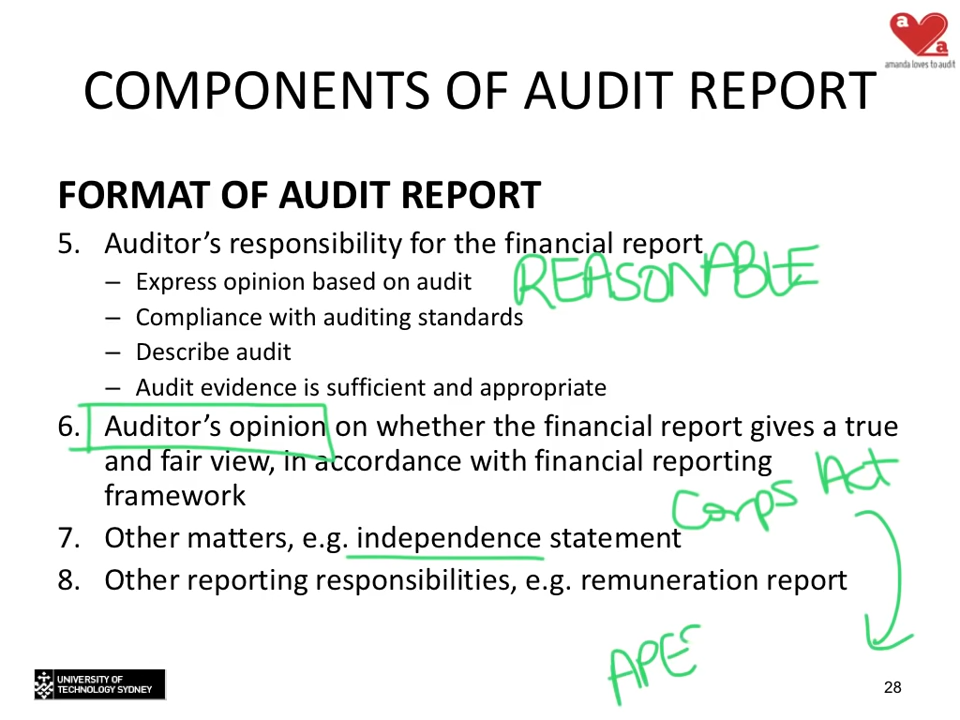 a
a
amanda loves to audit
COMPONENTS OF AUDIT REPORT
FORMAT OF AUDIT REPORT
5. Auditor’s responsibility for the financial report
– Express opinion based on audit
REASONABLE
– Compliance with auditing standards
– Describe audit
– Audit evidence is sufficient and appropriate
6. Auditor’s opinion on whether the financial report gives a true
and fair view, in accordance with financial reporting
framework
Corps Act
7. Other matters, e.g. independence statement
8. Other reporting responsibilities, e.g. remuneration report
APES
UNIVERSITY OF
TECHNOLOGY SYDNEY
28